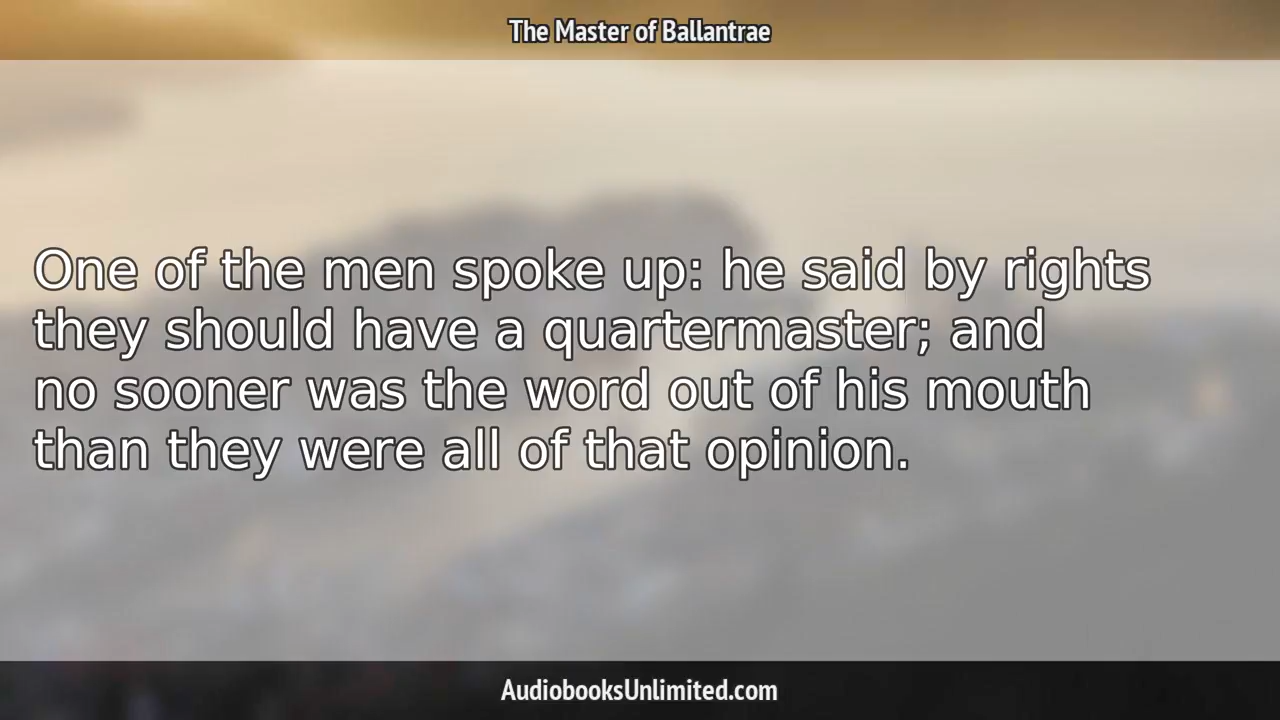 The Master of Ballantrae
One of the men spoke up: he said by rights
they should have a quartermaster; and
no sooner was the word out of his mouth
than they were all of that opinion.
AudiobooksUnlimited.com